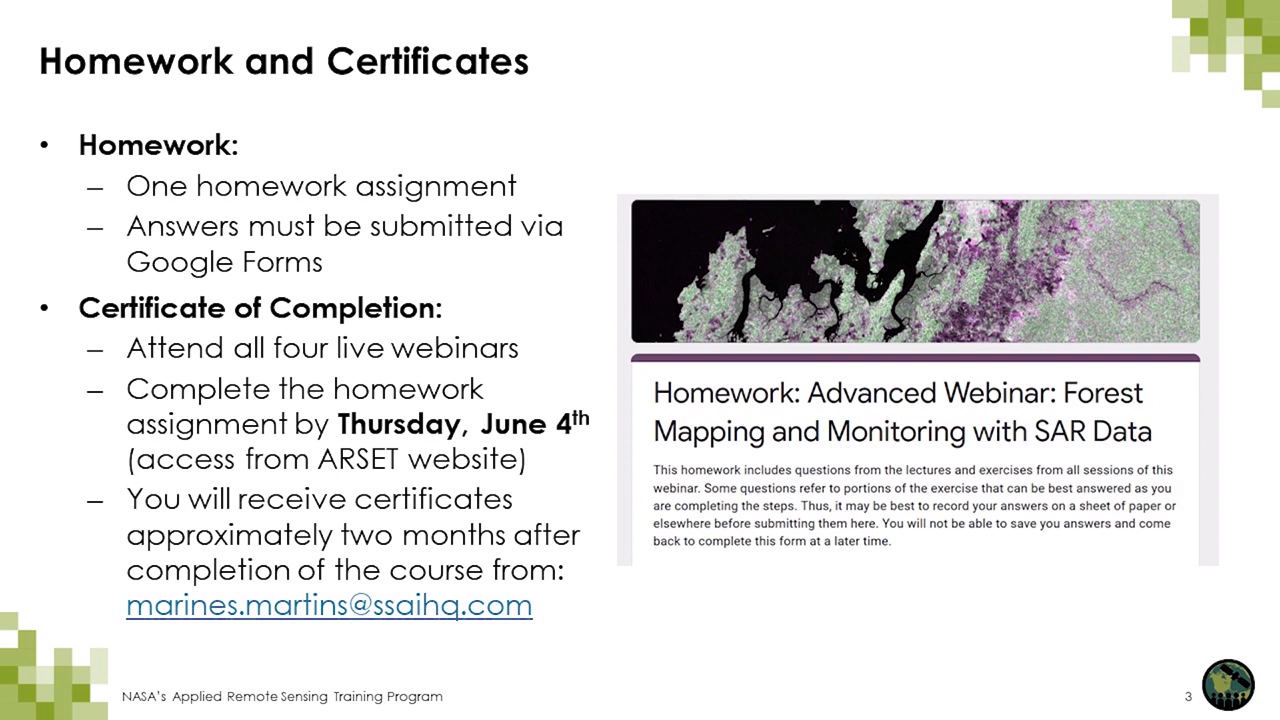 Homework and Certificates
• Homework:
– One homework assignment
– Answers must be submitted via
Google Forms
• Certificate of Completion:
– Attend all four live webinars
– Complete the homework
assignment by Thursday, June 4th
(access from ARSET website)
– You will receive certificates
approximately two months after
completion of the course from:
marines.martins@ssaihq.com
Homework: Advanced Webinar: Forest
Mapping and Monitoring with SAR Data
This homework includes questions from the lectures and exercises from all sessions of this
webinar. Some questions refer to portions of the exercise that can be best answered as you
are completing the steps. Thus, it may be best to record your answers on a sheet of paper or
elsewhere before submitting them here. You will not be able to save you answers and come
back to complete this form at a later time.
NASA's Applied Remote Sensing Training Program
3